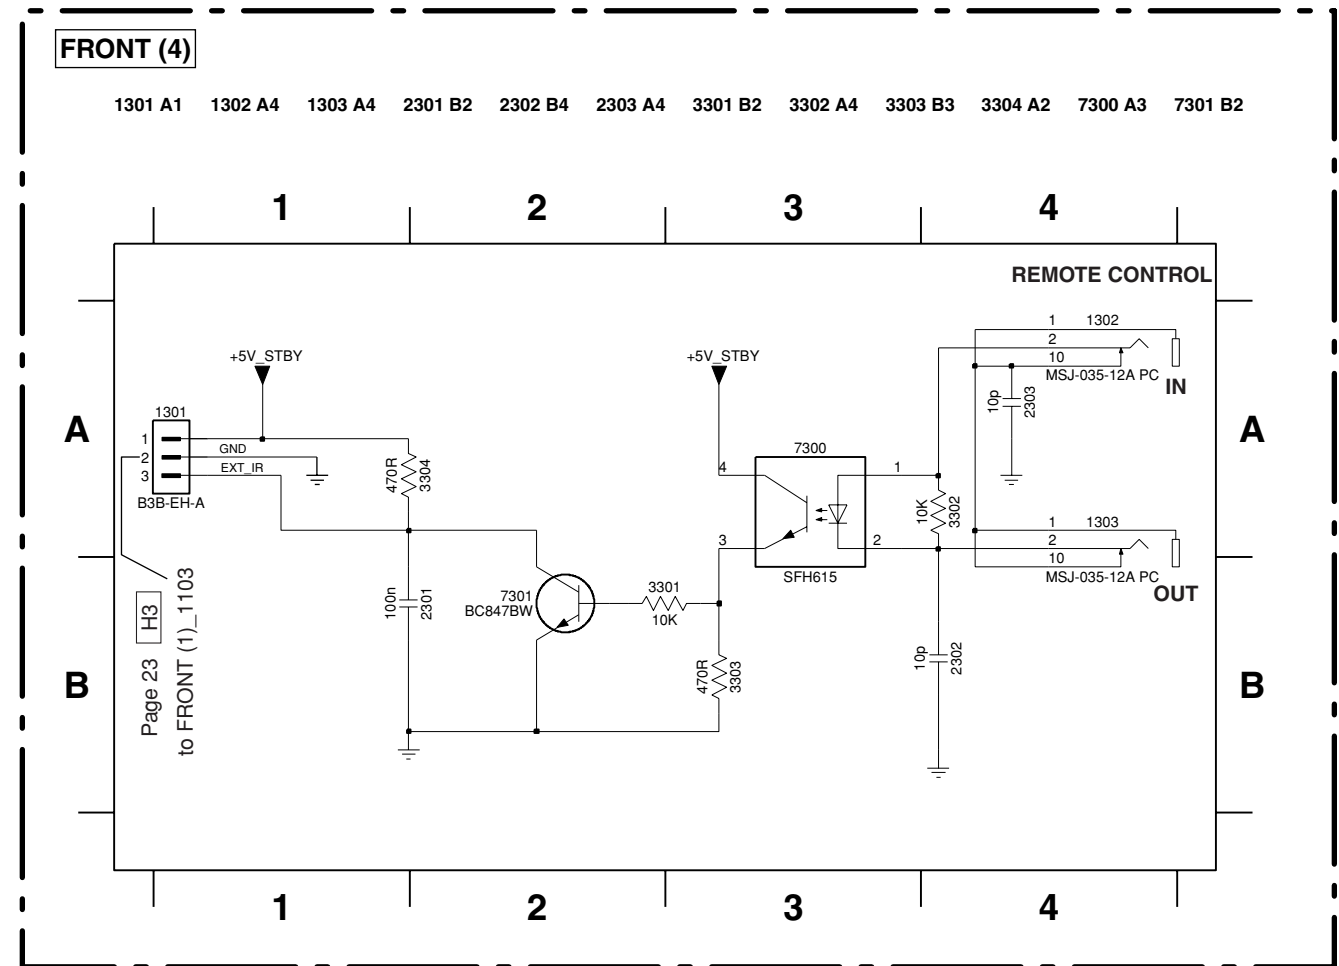 FRONT (4)
1301 A1 1302 A4 1303 A4 2301 B2 2302 B4 2303 A4 3301 B2 3302 A4 3303 B3 3304 A2 7300 A3 7301 B2
1 2 3 4
REMOTE CONTROL
1 1302
2
10
MSJ-035-12A PC
IN
+5V_STBY
+5V_STBY
10p
2303
A
A
1301
1
2
3
GND
EXT_IR
B3B-EH-A
470R
3304
7300
4
1
3
2
SFH615
10K
3302
1 1303
2
10
MSJ-035-12A PC
OUT
100n
2301
7301
BC847BW
3301
10K
470R
3303
10p
2302
B
B
Page 23 H3
to FRONT (1)_1103
1 2 3 4